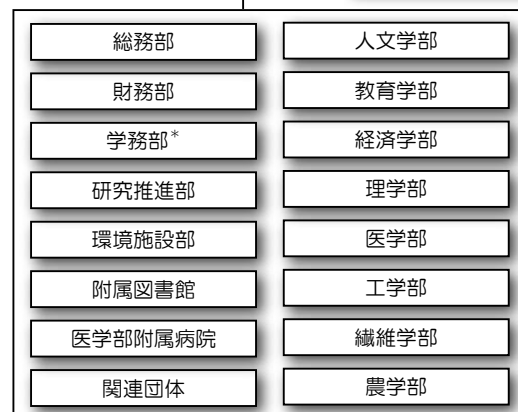 総務部
財務部
学務部*
研究推進部
環境施設部
附属図書館
医学部附属病院
関連団体
人文学部
教育学部
経済学部
理学部
医学部
工学部
繊維学部
農学部